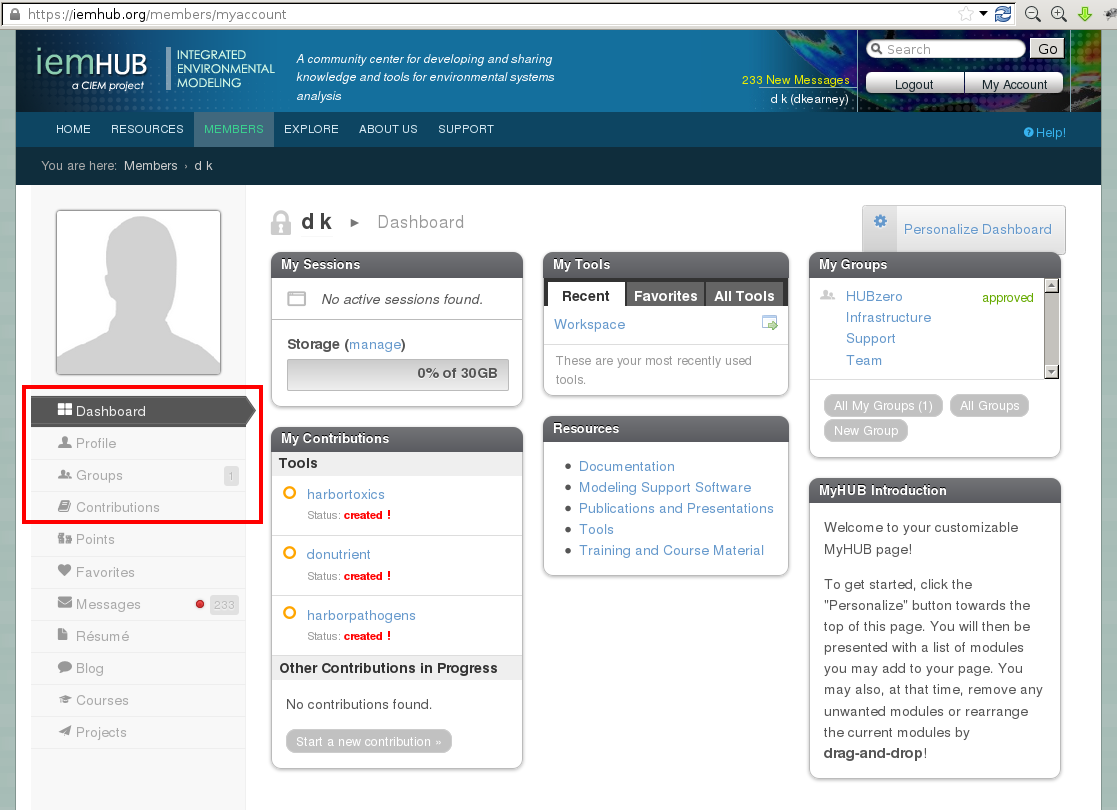 https://iemhub.org/members/myaccount
iemHUB
a CIEM project
INTEGRATED
ENVIRONMENTAL
MODELING
A community center for developing and sharing
knowledge and tools for environmental systems
analysis
Search
Go
233 New Messages
d k (dkearney)
Logout
My Account
HOME RESOURCES MEMBERS EXPLORE ABOUT US SUPPORT
Help!
You are here: Members › d k
Dashboard
Profile
Groups 1
Contributions
Points
Favorites
Messages 233
Résumé
Blog
Courses
Projects
d k ► Dashboard
Personalize Dashboard
My Sessions
No active sessions found.
Storage (manage)
0% of 30GB
My Contributions
Tools
harbortoxics
Status: created !
donutrient
Status: created !
harborpathogens
Status: created !
Other Contributions in Progress
No contributions found.
Start a new contribution »
My Tools
Recent Favorites All Tools
Workspace
These are your most recently used
tools.
Resources
• Documentation
• Modeling Support Software
• Publications and Presentations
• Tools
• Training and Course Material
My Groups
HUBzero approved
Infrastructure
Support
Team
All My Groups (1) All Groups
New Group
MyHUB Introduction
Welcome to your customizable
MyHUB page!
To get started, click the
"Personalize" button towards the
top of this page. You will then be
presented with a list of modules
you may add to your page. You
may also, at that time, remove any
unwanted modules or rearrange
the current modules by
drag-and-drop!